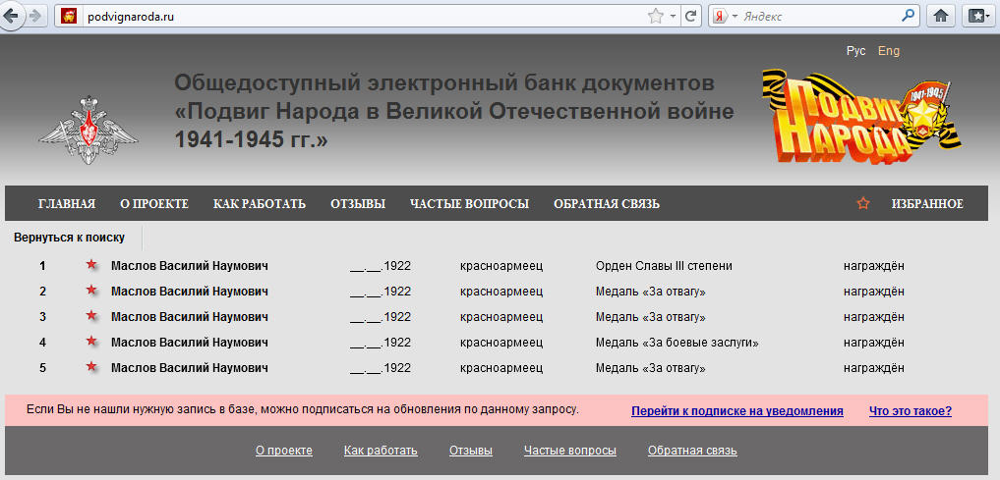 podvignaroda.ru
Яндекс
Рус Eng
Общедоступный электронный банк документов
«Подвиг Народа в Великой Отечественной войне
1941-1945 гг.»
1941-1945
ПОДВИГ
НАРОДА
ГЛАВНАЯ О ПРОЕКТЕ КАК РАБОТАТЬ ОТЗЫВЫ ЧАСТЫЕ ВОПРОСЫ ОБРАТНАЯ СВЯЗЬ ИЗБРАННОЕ
Вернуться к поиску
1 Маслов Василий Наумович __.__.1922 красноармеец Орден Славы III степени награждён
2 Маслов Василий Наумович __.__.1922 красноармеец Медаль «За отвагу» награждён
3 Маслов Василий Наумович __.__.1922 красноармеец Медаль «За отвагу» награждён
4 Маслов Василий Наумович __.__.1922 красноармеец Медаль «За боевые заслуги» награждён
5 Маслов Василий Наумович __.__.1922 красноармеец Медаль «За отвагу» награждён
Если Вы не нашли нужную запись в базе, можно подписаться на обновления по данному запросу. Перейти к подписке на уведомления Что это такое?
О проекте Как работать Отзывы Частые вопросы Обратная связь